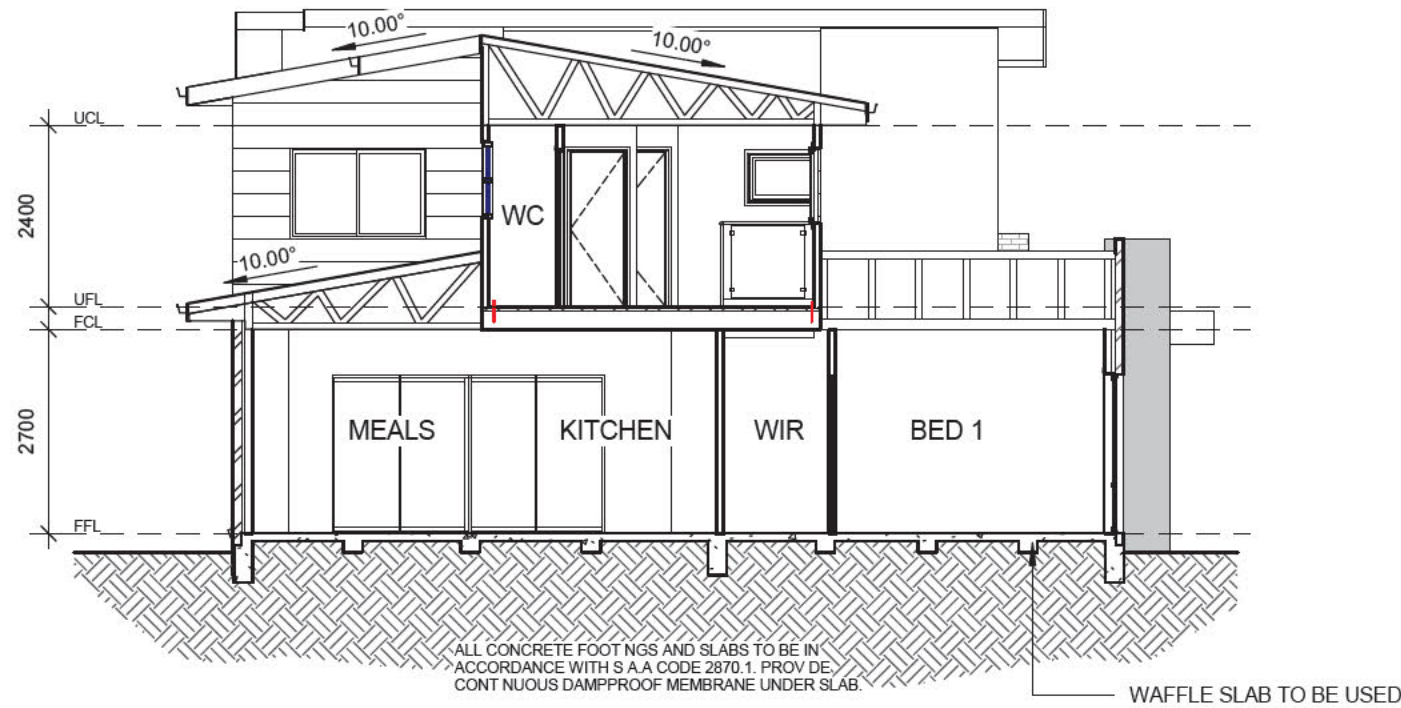 10.00°
10.00°
UCL
2400
WC
10.00°
UFL
FCL
2700
MEALS
KITCHEN
WIR
BED 1
FFL
ALL CONCRETE FOOT NGS AND SLABS TO BE IN
ACCORDANCE WITH S A.A CODE 2870.1. PROV DE
CONT NUOUS DAMPPROOF MEMBRANE UNDER SLAB.
WAFFLE SLAB TO BE USED